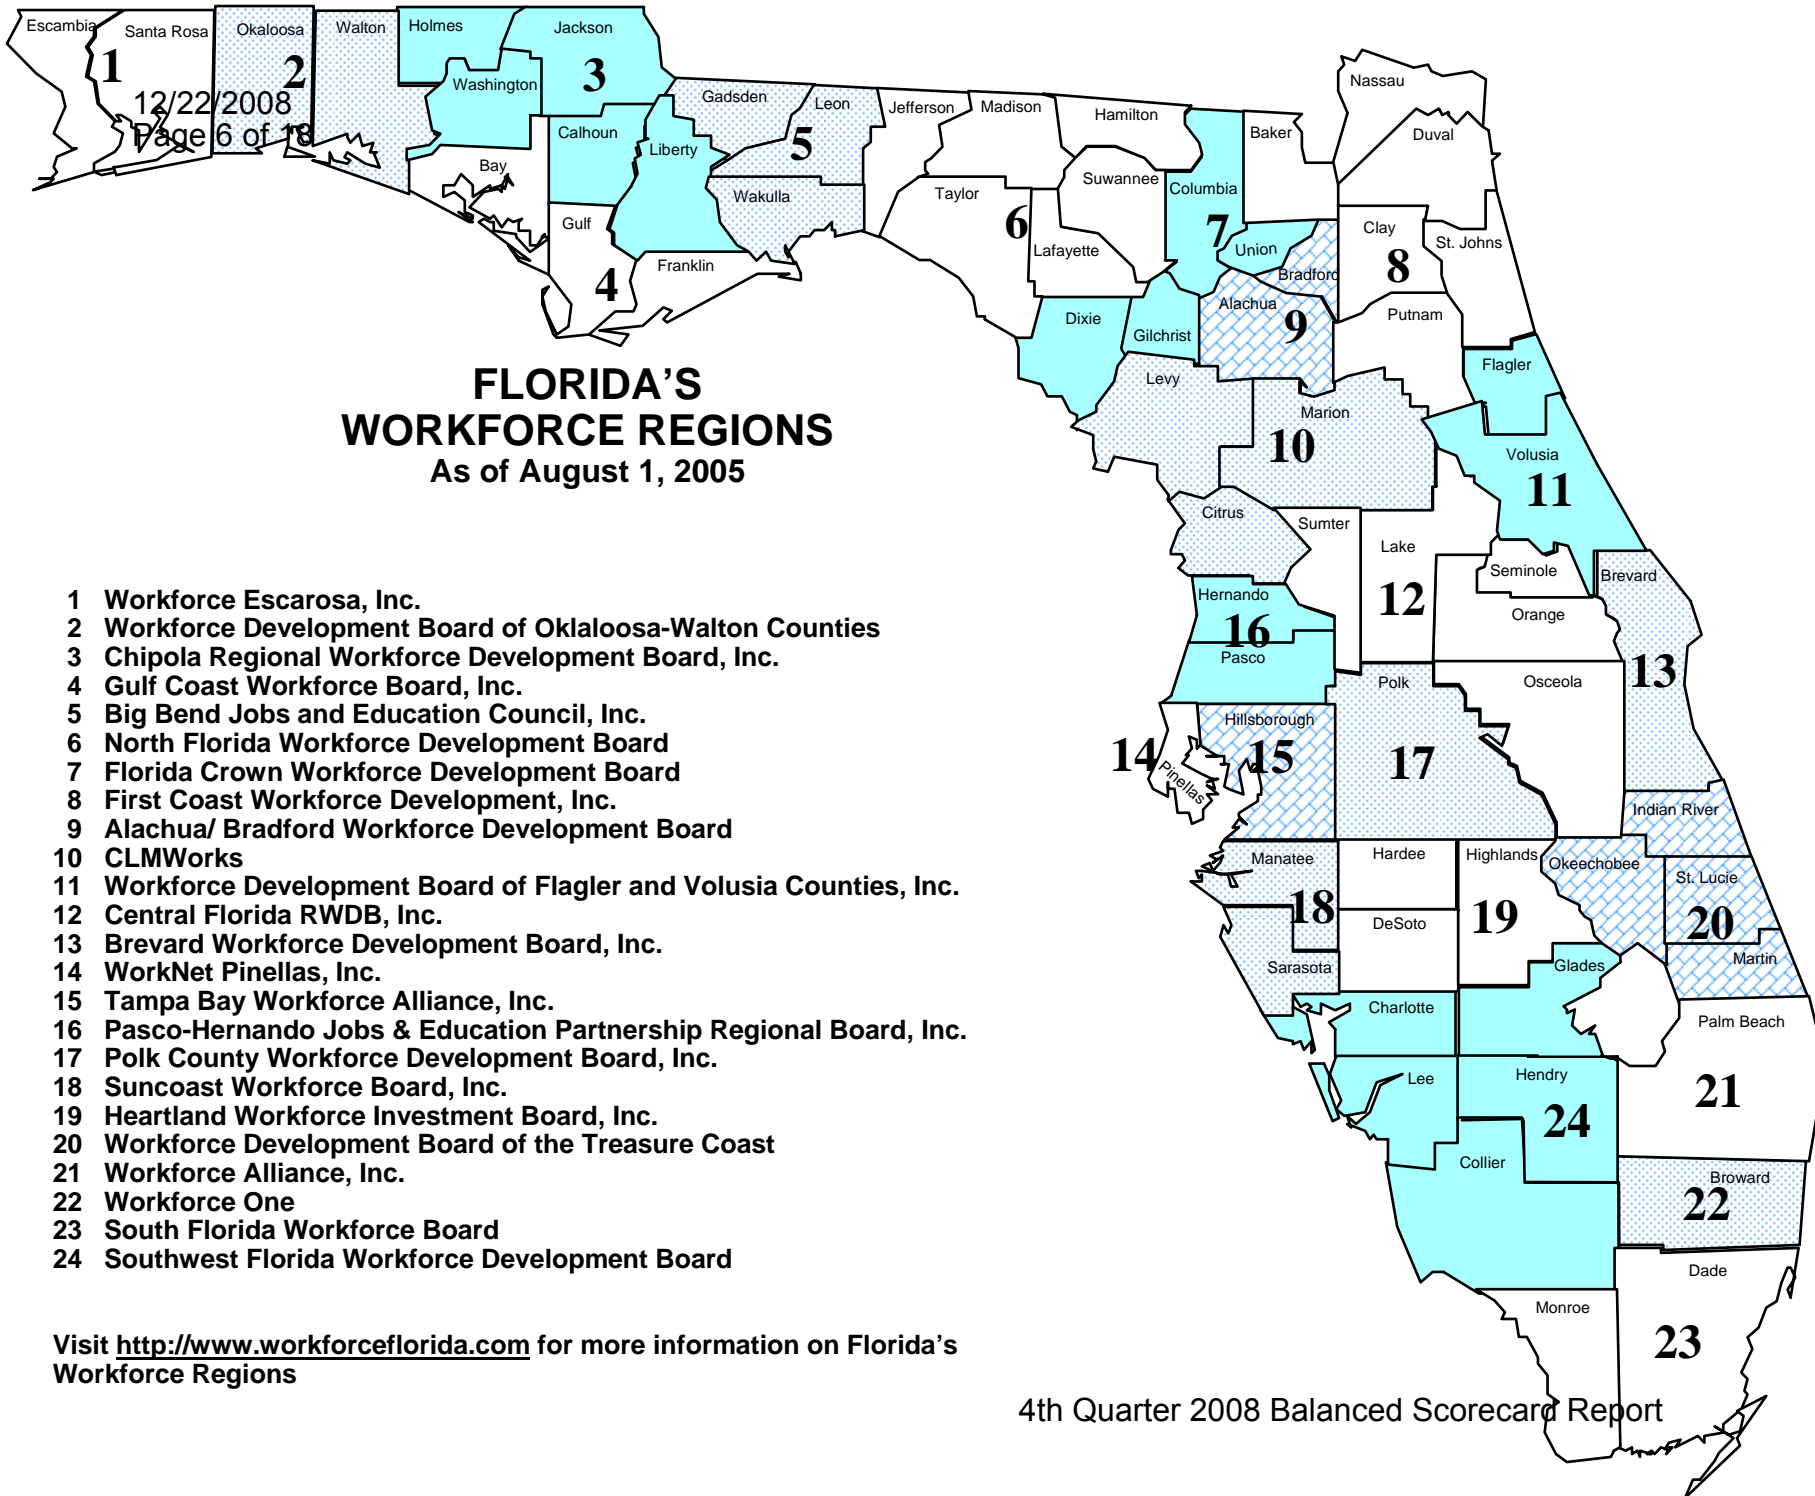 Escambia
Santa Rosa
Okaloosa
Walton
Holmes
Jackson
Washington
1
2
3
12/22/2008
Page 6 of 18
Gadsden
Leon
Jefferson
Madison
Hamilton
Nassau
Baker
Duval
Calhoun
Liberty
5
Bay
Wakulla
Taylor
Suwannee
Columbia
Gulf
6
7
Lafayette
Union
Clay
St. Johns
Franklin
4
Bradford
8
Dixie
Gilchrist
Alachua
9
Putnam
FLORIDA'S
WORKFORCE REGIONS
As of August 1, 2005
Levy
Flagler
Marion
10
Volusia
11
Citrus
Sumter
Lake
Seminole
Brevard
Hernando
12
Orange
16
Pasco
Polk
Osceola
13
Hillsborough
14
15
17
Pinellas
Indian River
Manatee
Hardee
Highlands
Okeechobee
St. Lucie
18
DeSoto
19
20
Sarasota
Glades
Martin
Charlotte
Palm Beach
Lee
Hendry
21
24
Collier
Broward
22
Dade
Monroe
23
1 Workforce Escarosa, Inc.
2 Workforce Development Board of Oklaloosa-Walton Counties
3 Chipola Regional Workforce Development Board, Inc.
4 Gulf Coast Workforce Board, Inc.
5 Big Bend Jobs and Education Council, Inc.
6 North Florida Workforce Development Board
7 Florida Crown Workforce Development Board
8 First Coast Workforce Development, Inc.
9 Alachua/ Bradford Workforce Development Board
10 CLMWorks
11 Workforce Development Board of Flagler and Volusia Counties, Inc.
12 Central Florida RWDB, Inc.
13 Brevard Workforce Development Board, Inc.
14 WorkNet Pinellas, Inc.
15 Tampa Bay Workforce Alliance, Inc.
16 Pasco-Hernando Jobs & Education Partnership Regional Board, Inc.
17 Polk County Workforce Development Board, Inc.
18 Suncoast Workforce Board, Inc.
19 Heartland Workforce Investment Board, Inc.
20 Workforce Development Board of the Treasure Coast
21 Workforce Alliance, Inc.
22 Workforce One
23 South Florida Workforce Board
24 Southwest Florida Workforce Development Board
Visit http://www.workforceflorida.com for more information on Florida's
Workforce Regions
4th Quarter 2008 Balanced Scorecard Report